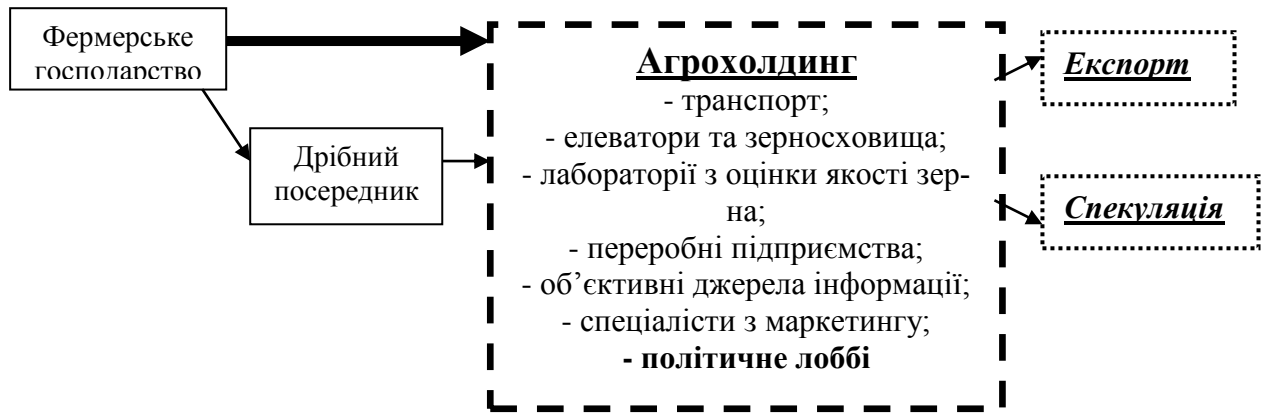 Фермерське
господарство
Дрібний
посередник
Агрохолдинг
- транспорт;
- елеватори та зерносховища;
- лабораторії з оцінки якості зер-
на;
- переробні підприємства;
- об’єктивні джерела інформації;
- спеціалісти з маркетингу;
- політичне лоббі
Експорт
Спекуляція